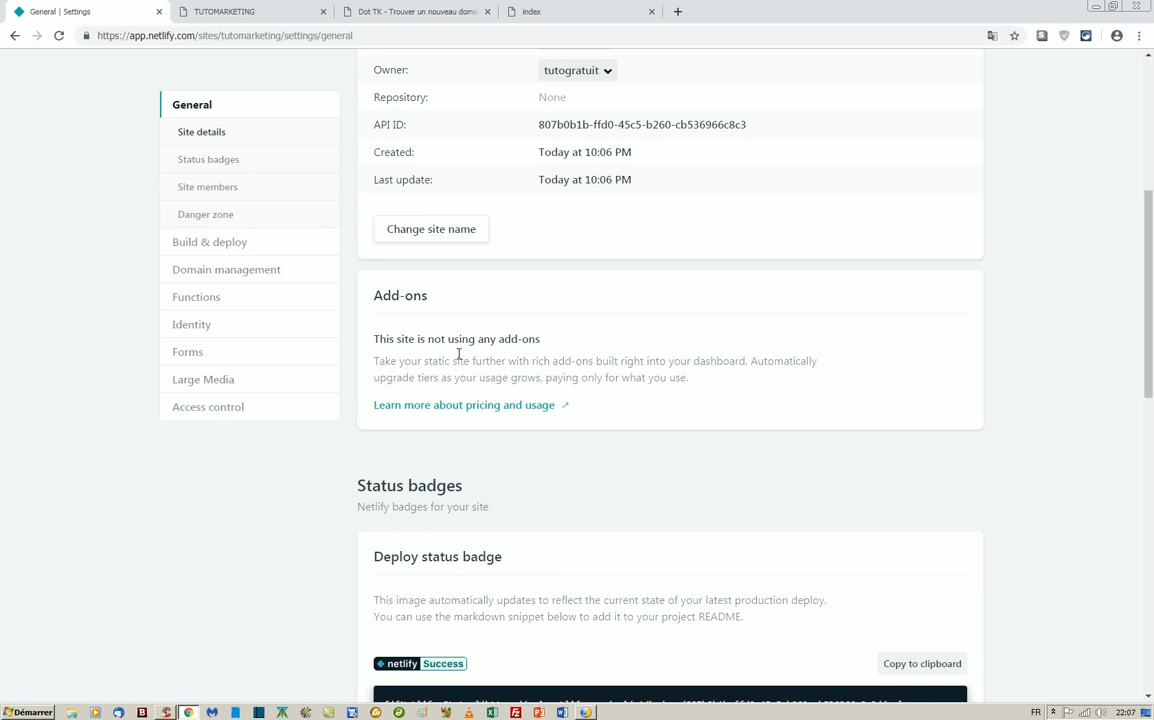 General | Settings
TUTOMARKETING
Dot TK - Trouver un nouveau doma
index
https://app.netlify.com/sites/tutomarketing/settings/general
Owner:
tutogratuit
Repository:
None
API ID:
807b0b1b-ffd0-45c5-b260-cb536966c8c3
Created:
Today at 10:06 PM
Last update:
Today at 10:06 PM
Change site name
General
Site details
Status badges
Site members
Danger zone
Build & deploy
Domain management
Functions
Identity
Forms
Large Media
Access control
Add-ons
This site is not using any add-ons
Take your static site further with rich add-ons built right into your dashboard. Automatically
upgrade tiers as your usage grows, paying only for what you use.
Learn more about pricing and usage
Status badges
Netlify badges for your site
Deploy status badge
This image automatically updates to reflect the current state of your latest production deploy.
You can use the markdown snippet below to add it to your project README.
netlify Success
Copy to clipboard
Démarrer
FR
22:07